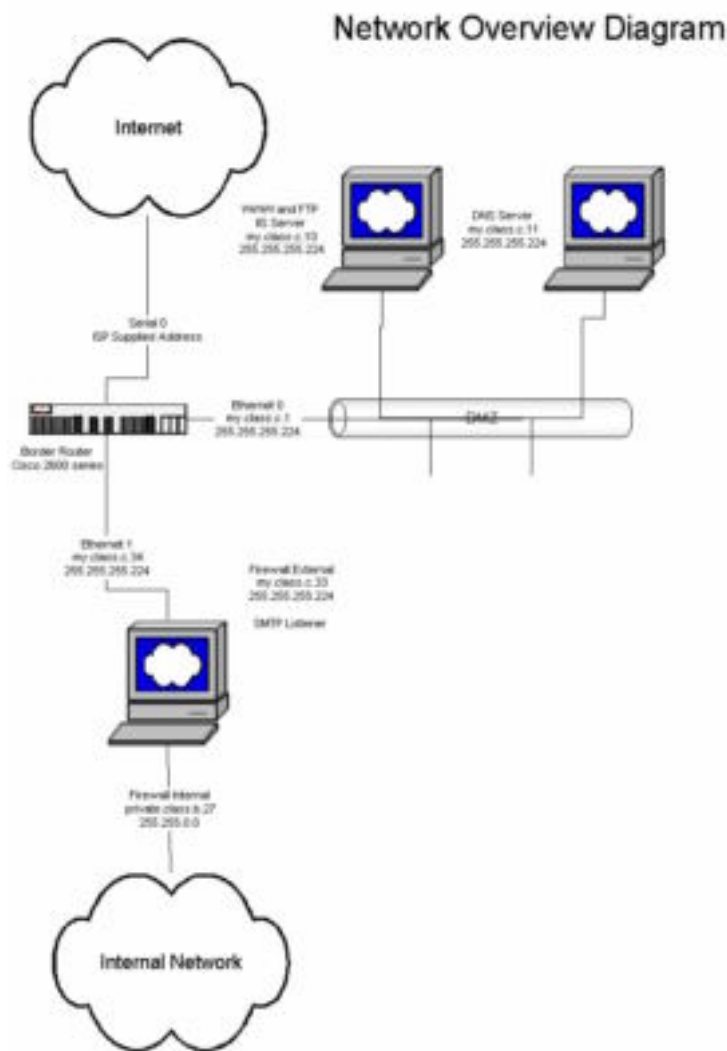 Network Overview Diagram
Internet
WWW and FTP
IIS Server
my.class.c.10
255.255.255.224
DNS Server
my.class.c.11
255.255.255.224
Serial 0
ISP Supplied Address
Ethernet 0
my.class.c.1
255.255.255.224
DMZ
Border Router
Cisco 2600 series
Ethernet 1
my.class.c.34
255.255.255.224
Firewall External
my.class.c.33
255.255.255.224
SMTP Listener
Firewall Internal
private.class.b.27
255.255.0.0
Internal Network